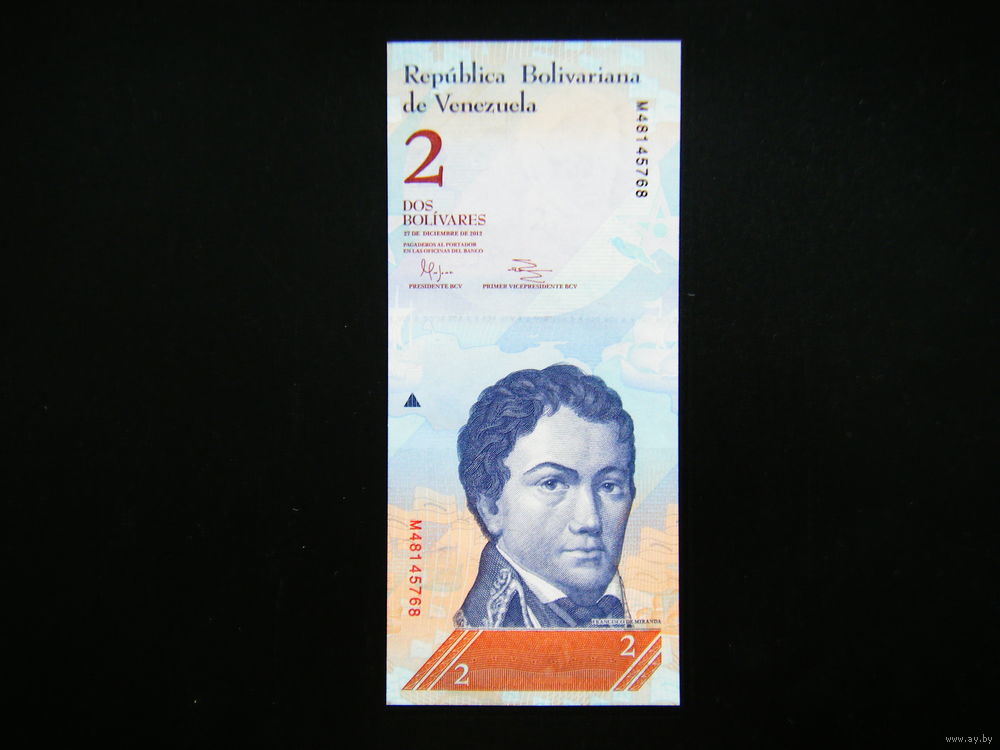 República Bolivariana
de Venezuela
M48145768
2
DOS
BOLÍVARES
27 DE DICIEMBRE DE 2012
PAGADEROS AL PORTADOR
EN LAS OFICINAS DEL BANCO
PRESIDENTE BCV
PRIMER VICEPRESIDENTE BCV
M48145768
FRANCISCO DE MIRANDA
2
2
www.ay.by